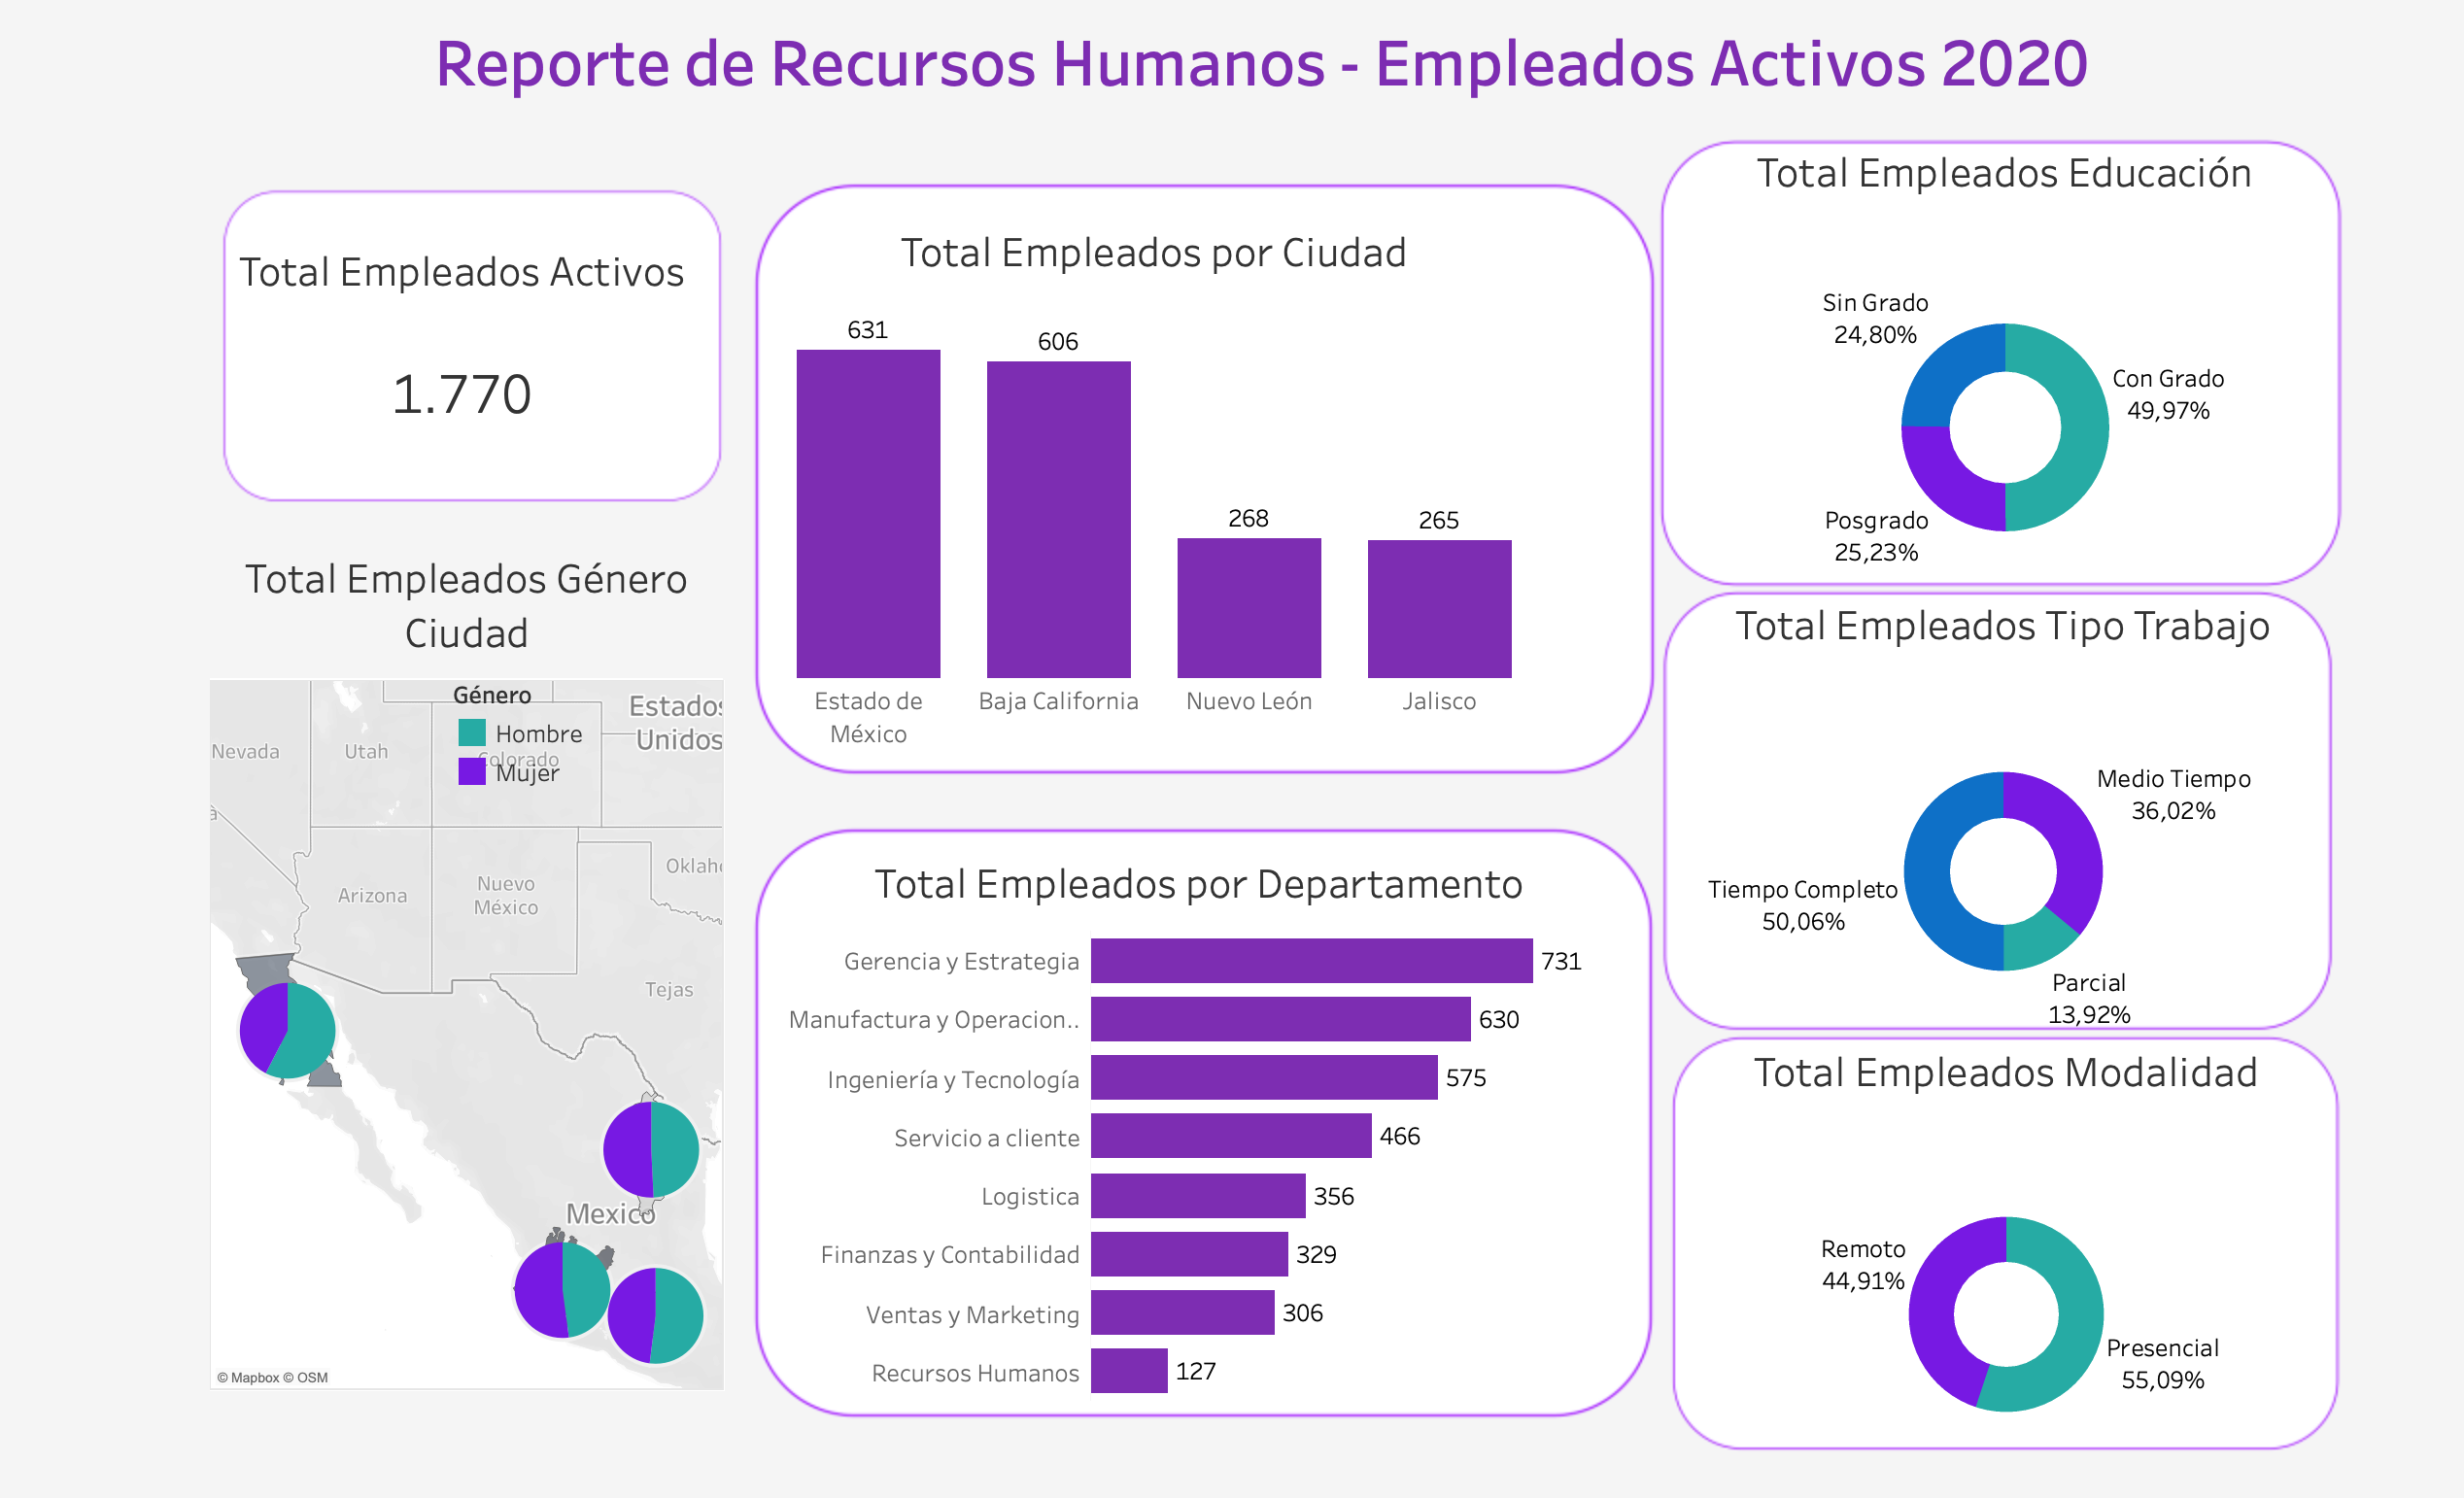 Reporte de Recursos Humanos - Empleados Activos 2020
Total Empleados Activos
1.770
Total Empleados Género
Ciudad
Género
Hombre
Mujer
Estados
Unidos
Nevada
Utah
Colorado
Arizona
Nuevo
México
Oklah
Tejas
Mexico
© Mapbox © OSM
Total Empleados por Ciudad
631
606
268
265
Estado de
México
Baja California
Nuevo León
Jalisco
Total Empleados por Departamento
Gerencia y Estrategia 731
Manufactura y Operacion.. 630
Ingeniería y Tecnología 575
Servicio a cliente 466
Logistica 356
Finanzas y Contabilidad 329
Ventas y Marketing 306
Recursos Humanos 127
Total Empleados Educación
Sin Grado
24,80%
Con Grado
49,97%
Posgrado
25,23%
Total Empleados Tipo Trabajo
Medio Tiempo
36,02%
Tiempo Completo
50,06%
Parcial
13,92%
Total Empleados Modalidad
Remoto
44,91%
Presencial
55,09%